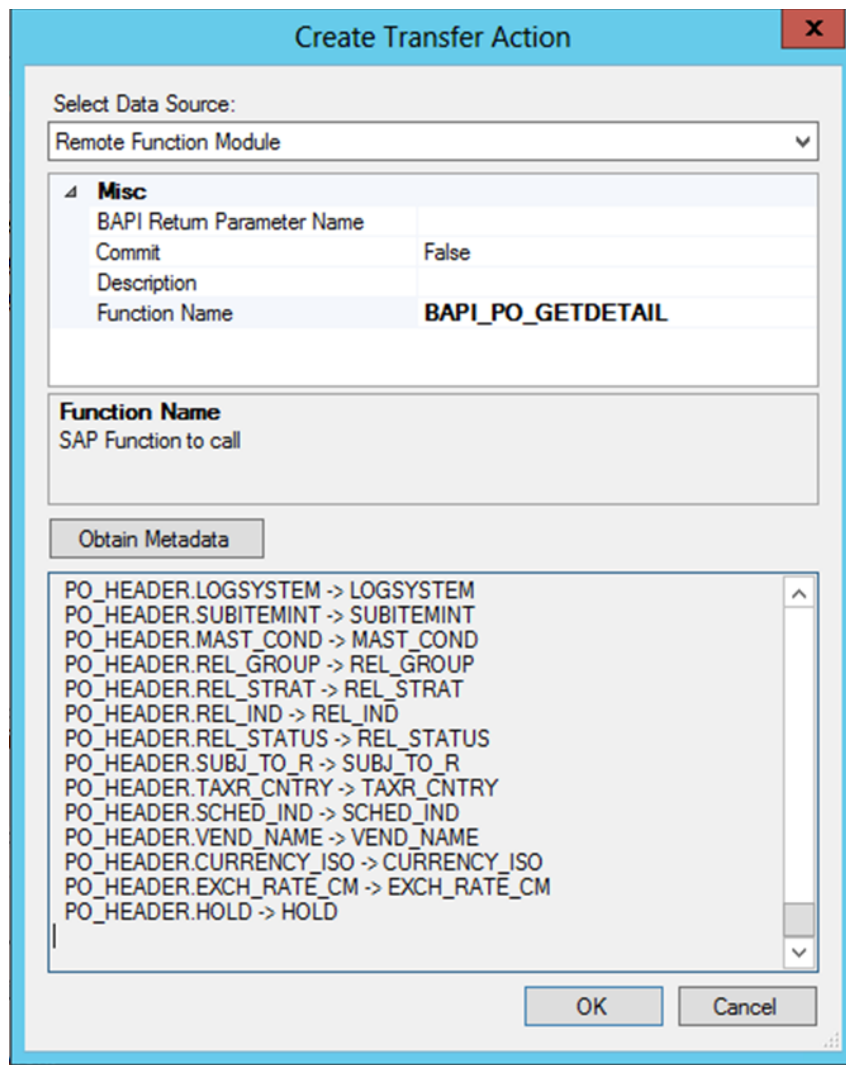 Create Transfer Action
x
Select Data Source:
Remote Function Module
Misc
BAPI Return Parameter Name
Commit False
Description
Function Name BAPI_PO_GETDETAIL
Function Name
SAP Function to call
Obtain Metadata
PO_HEADER.LOGSYSTEM -> LOGSYSTEM
PO_HEADER.SUBITEMINT -> SUBITEMINT
PO_HEADER.MAST_COND -> MAST_COND
PO_HEADER.REL_GROUP -> REL_GROUP
PO_HEADER.REL_STRAT -> REL_STRAT
PO_HEADER.REL_IND -> REL_IND
PO_HEADER.REL_STATUS -> REL_STATUS
PO_HEADER.SUBJ_TO_R -> SUBJ_TO_R
PO_HEADER.TAXR_CNTRY -> TAXR_CNTRY
PO_HEADER.SCHED_IND -> SCHED_IND
PO_HEADER.VEND_NAME -> VEND_NAME
PO_HEADER.CURRENCY_ISO -> CURRENCY_ISO
PO_HEADER.EXCH_RATE_CM -> EXCH_RATE_CM
PO_HEADER.HOLD -> HOLD
OK Cancel